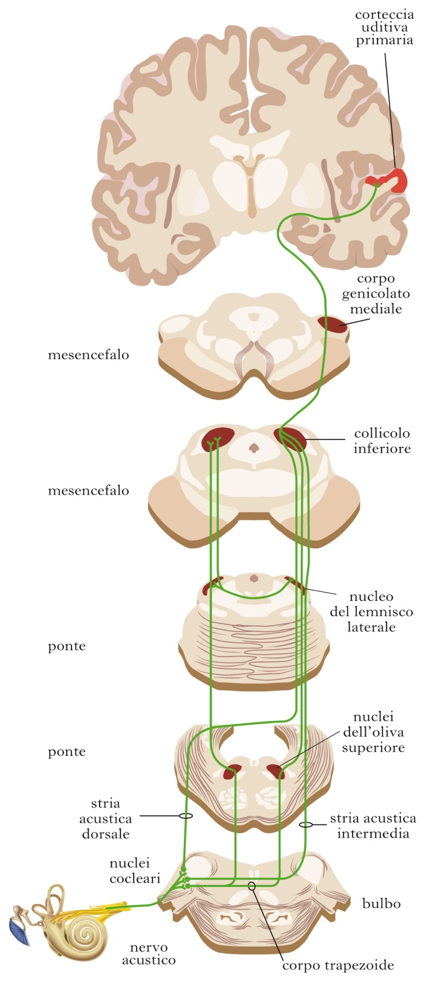 corteccia
uditiva
primaria
corpo
genicolato
mediale
mesencefalo
collicolo
inferiore
mesencefalo
nucleo
del lemnisco
laterale
ponte
nuclei
dell’oliva
superiore
ponte
stria
acustica
dorsale
stria acustica
intermedia
nuclei
cocleari
bulbo
nervo
acustico
corpo trapezoide